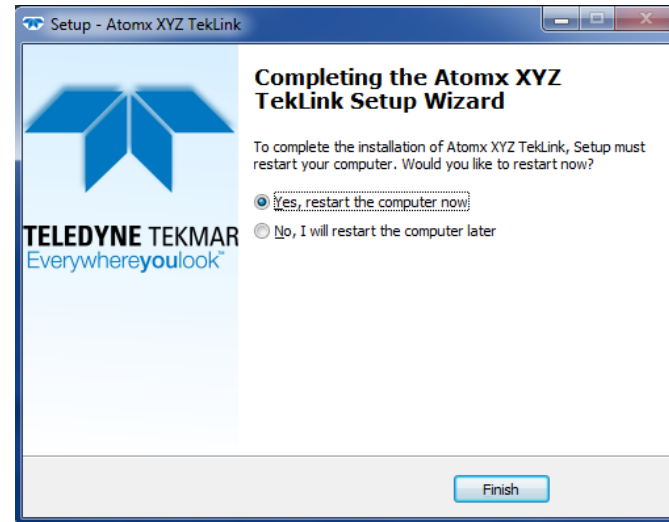 Setup - Atomx XYZ TekLink
Completing the Atomx XYZ
TekLink Setup Wizard
To complete the installation of Atomx XYZ TekLink, Setup must
restart your computer. Would you like to restart now?
Yes, restart the computer now
No, I will restart the computer later
TELEDYNE TEKMAR
Everywhereyoulook™
Finish